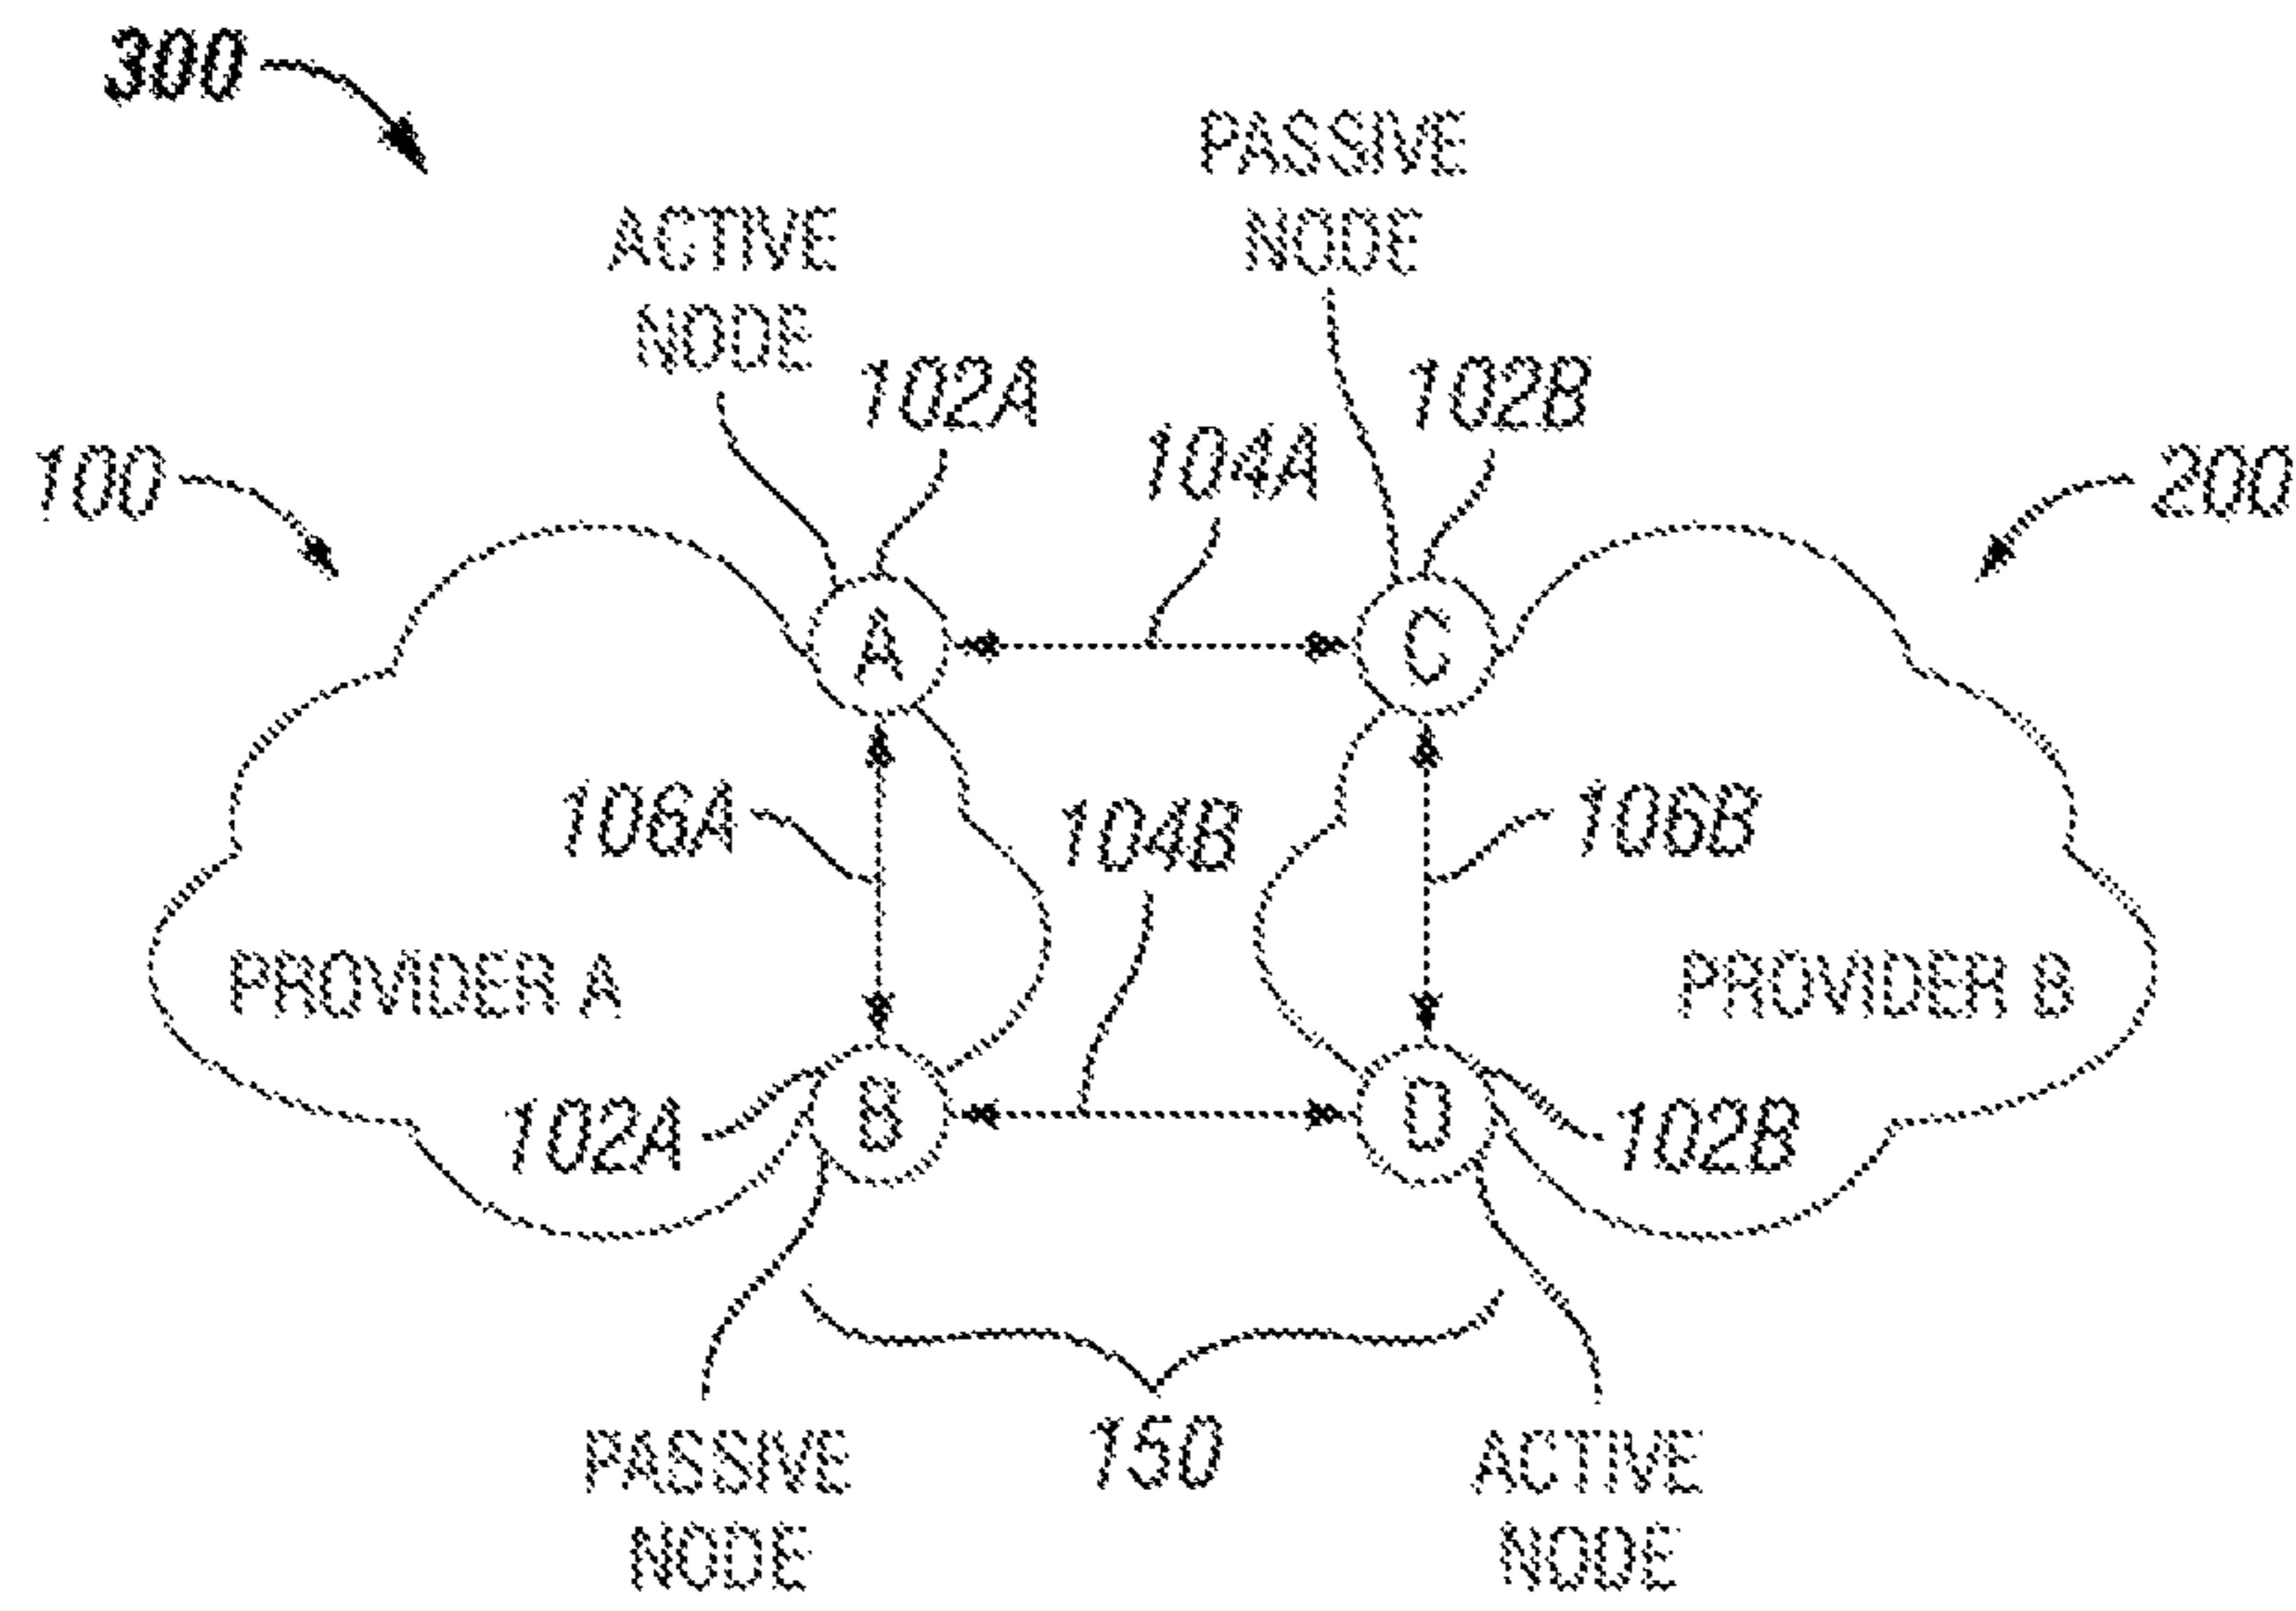 300
PASSIVE
NODE
ACTIVE
NODE
102A
102B
104A
100
200
A
C
106A
104B
106B
PROVIDER A
PROVIDER B
102A
B
D
102B
150
PASSIVE
NODE
ACTIVE
NODE